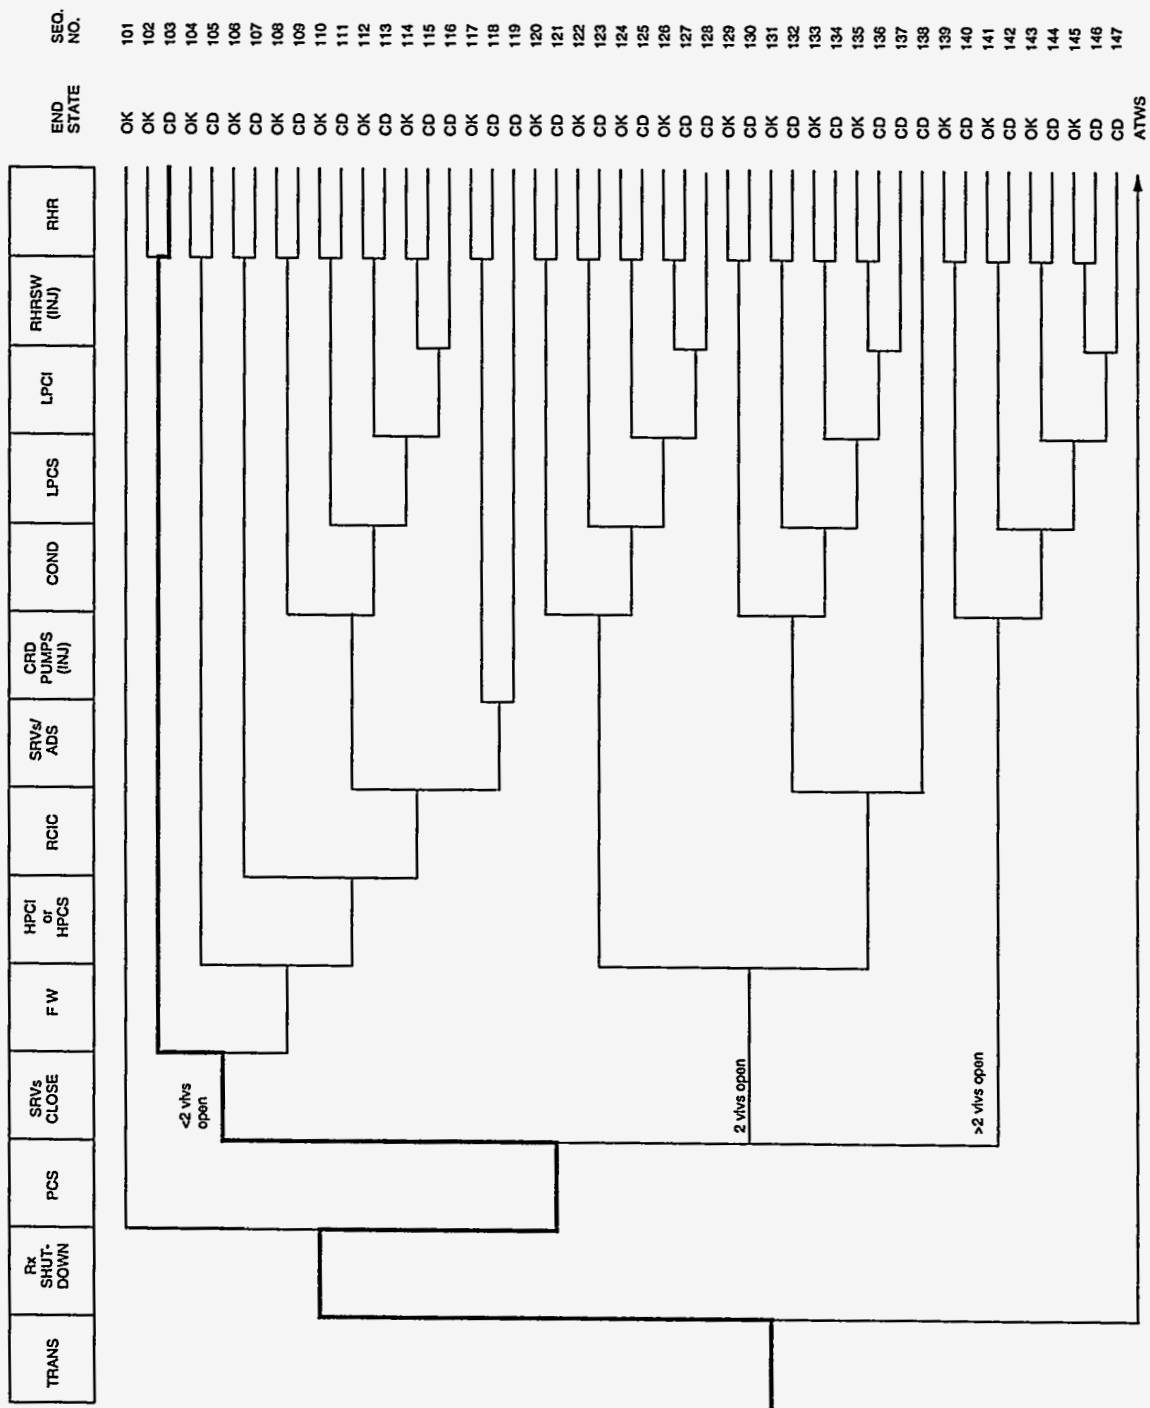 TRANS
Rx
SHUT-
DOWN
PCS
SRVs
CLOSE
FW
HPCI
or
HPCS
RCIC
SRVs/
ADS
CRD
PUMPS
(INJ)
COND
LPCS
LPCI
RHRSW
(INJ)
RHR
END
STATE
SEQ.
NO.
OK 101
OK 102
CD 103
OK 104
CD 105
<2 vlvs
open
OK 106
CD 107
OK 108
CD 109
OK 110
CD 111
OK 112
CD 113
OK 114
CD 115
CD 116
OK 117
CD 118
CD 119
OK 120
CD 121
OK 122
CD 123
OK 124
CD 125
OK 126
CD 127
CD 128
OK 129
2 vlvs open
CD 130
OK 131
CD 132
OK 133
CD 134
OK 135
CD 136
CD 137
CD 138
OK 139
CD 140
>2 vlvs open
OK 141
CD 142
OK 143
CD 144
OK 145
CD 146
CD 147
ATWS